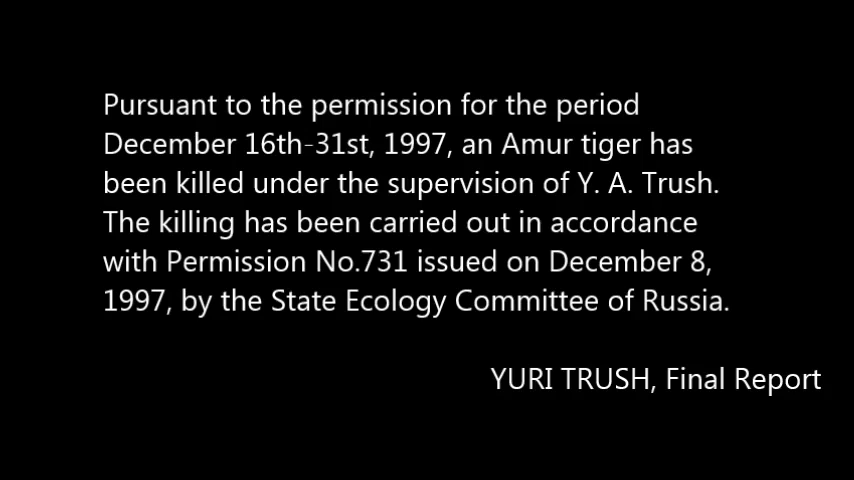 Pursuant to the permission for the period
December 16th-31st, 1997, an Amur tiger has
been killed under the supervision of Y. A. Trush.
The killing has been carried out in accordance
with Permission No.731 issued on December 8,
1997, by the State Ecology Committee of Russia.
YURI TRUSH, Final Report